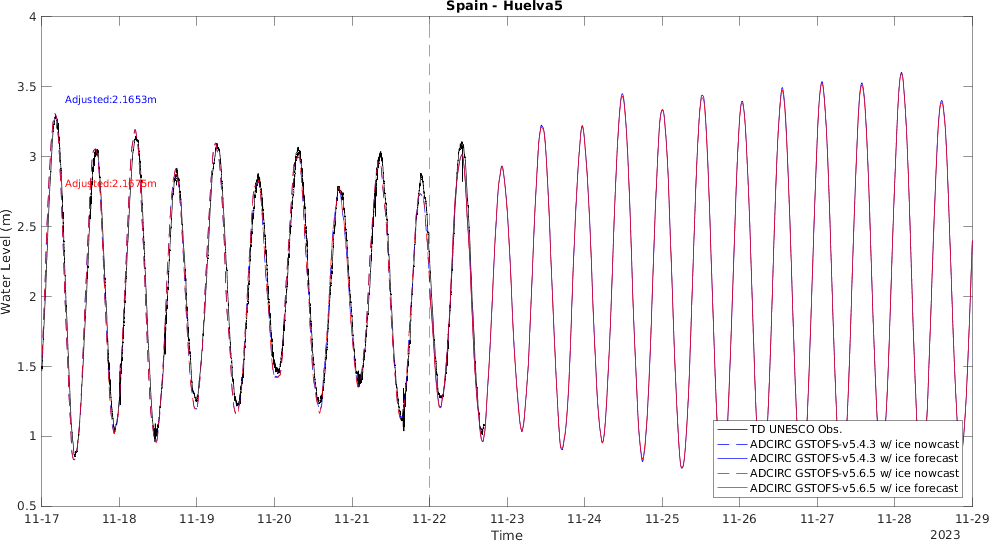 Spain - Huelva5
4
3.5
3
2.5
2
1.5
1
0.5
Water Level (m)
Adjusted:2.1653m
Adjusted:2.1675m
TD UNESCO Obs.
ADCIRC GSTOFS-v5.4.3 w/ ice nowcast
ADCIRC GSTOFS-v5.4.3 w/ ice forecast
ADCIRC GSTOFS-v5.6.5 w/ ice nowcast
ADCIRC GSTOFS-v5.6.5 w/ ice forecast
11-17 11-18 11-19 11-20 11-21 11-22 11-23 11-24 11-25 11-26 11-27 11-28 11-29
Time
2023